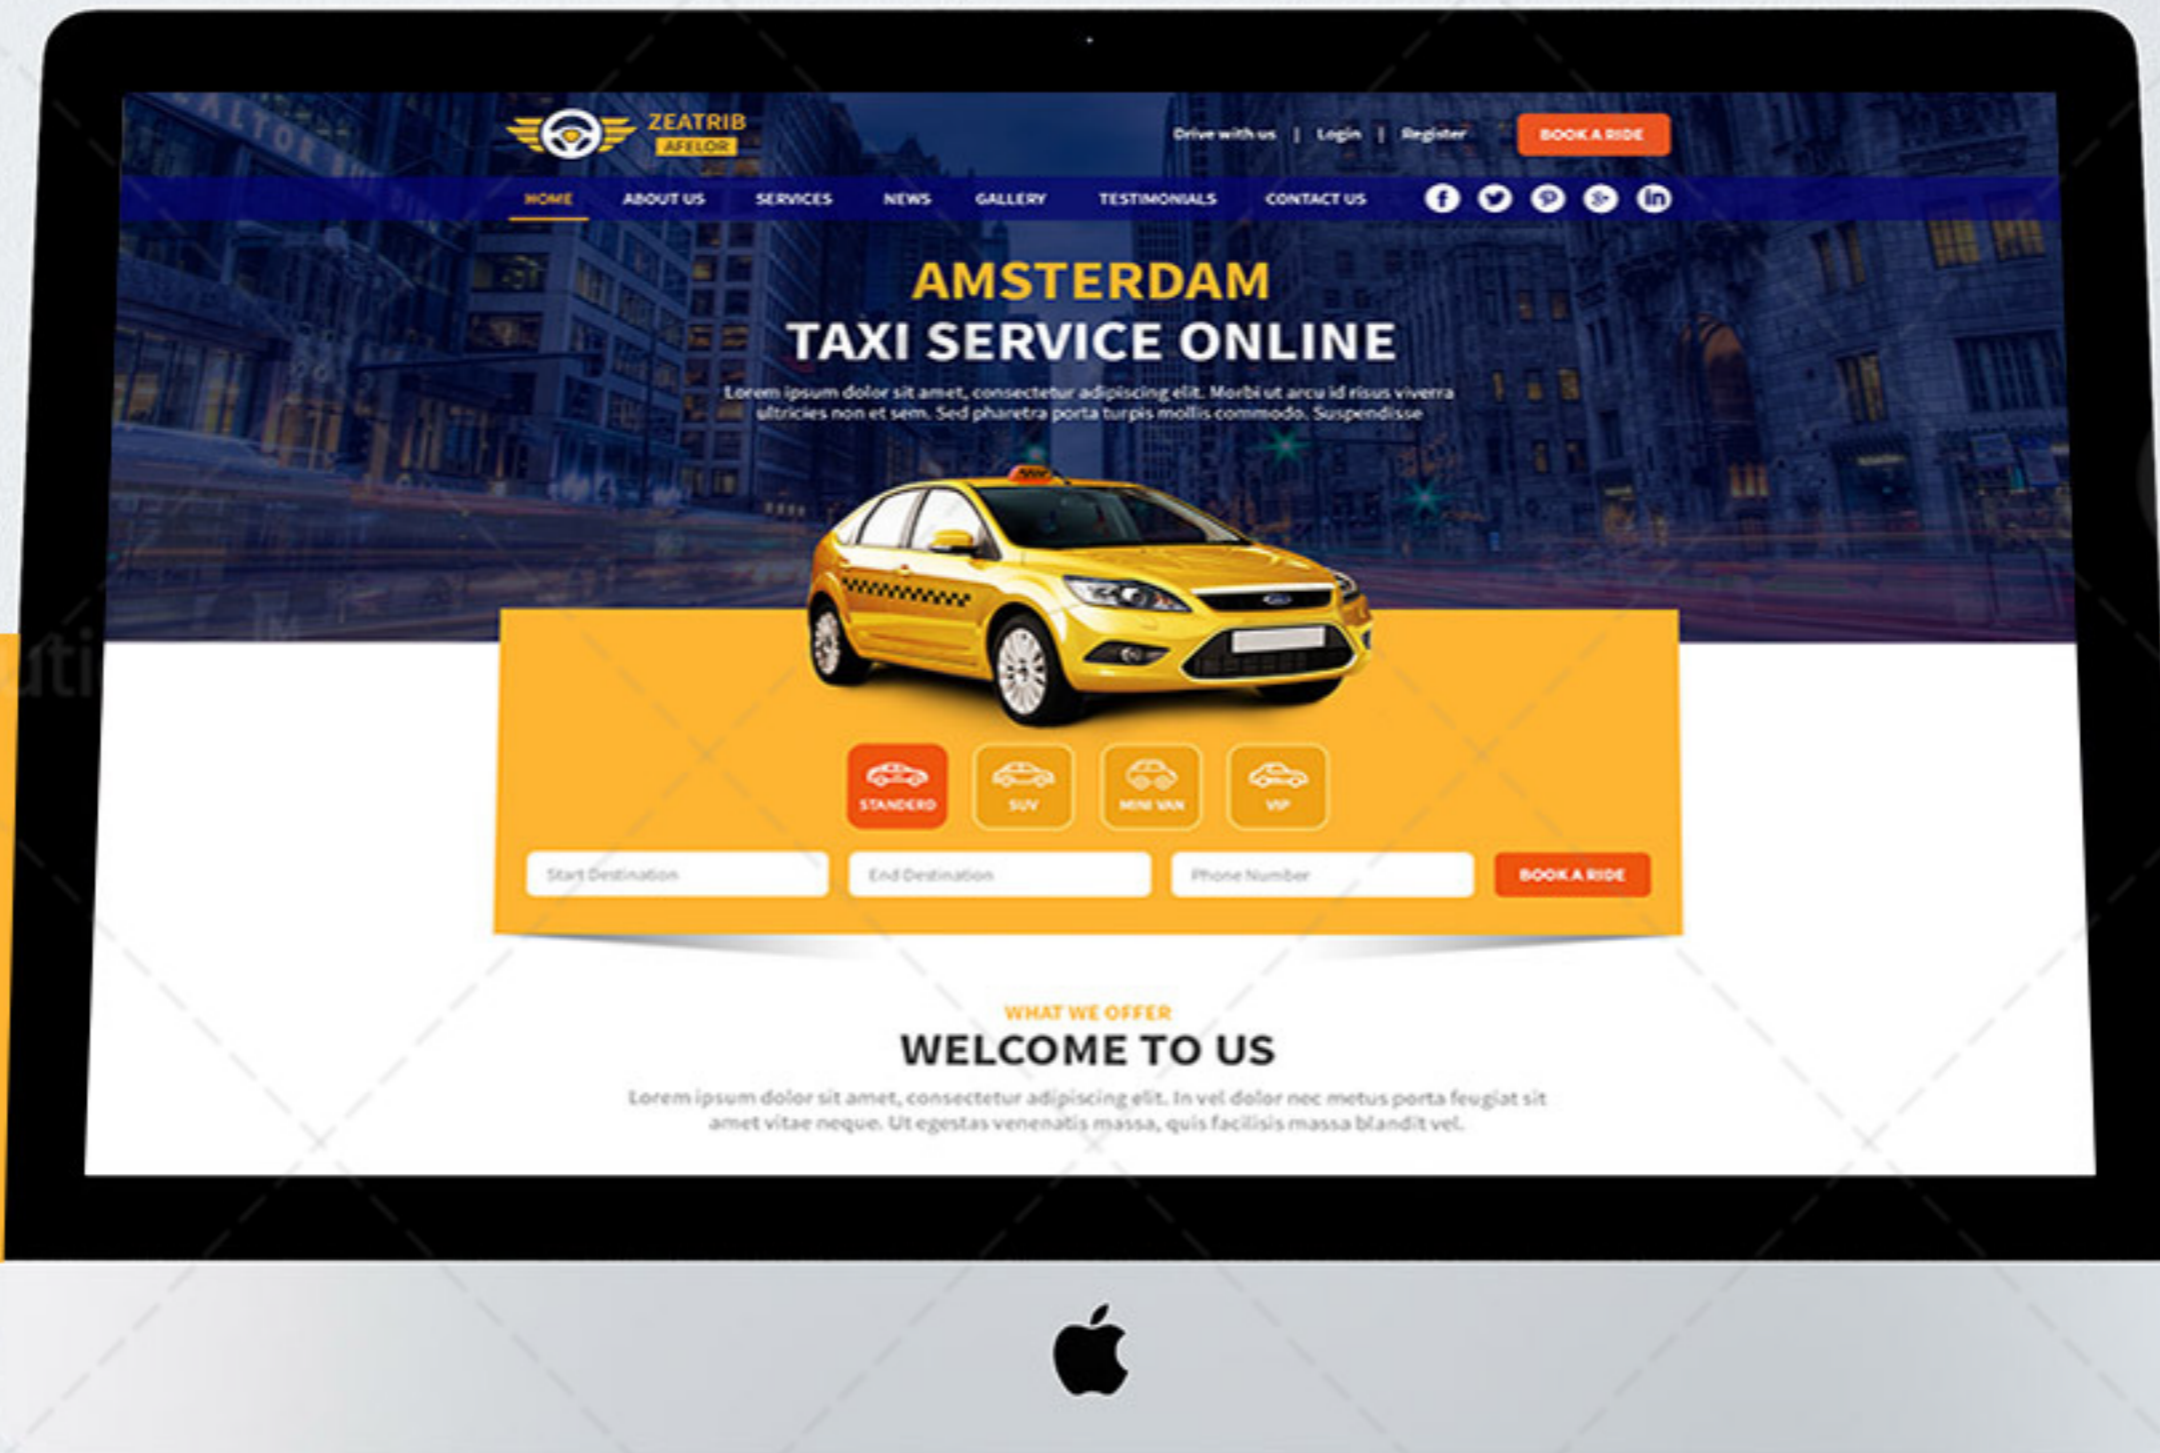 ZEATRIB
AFELOR
Drive with us | Login | Register
BOOK A RIDE
HOME ABOUT US SERVICES NEWS GALLERY TESTIMONIALS CONTACT US
AMSTERDAM
TAXI SERVICE ONLINE
Lorem ipsum dolor sit amet, consectetur adipiscing elit. Morbi ut arcu id risus viverra
ultricies non et sem. Sed pharetra porta turpis mollis commodo. Suspendisse
STANDERD SUV MINI VAN VIP
Start Destination End Destination Phone Number BOOK A RIDE
WHAT WE OFFER
WELCOME TO US
Lorem ipsum dolor sit amet, consectetur adipiscing elit. In vel dolor nec metus porta feugiat sit
amet vitae neque. Ut egestas venenatis massa, quis facilisis massa blandit vel.